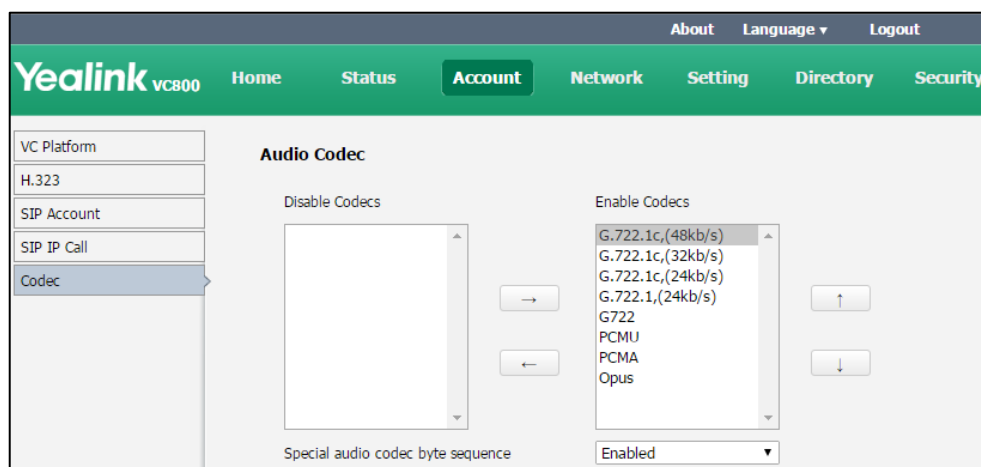 About Language ▾ Logout
Yealink VC800 Home Status Account Network Setting Directory Security
VC Platform
H.323
SIP Account
SIP IP Call
Codec
Audio Codec
Disable Codecs Enable Codecs
G.722.1c,(48kb/s)
G.722.1c,(32kb/s)
G.722.1c,(24kb/s)
G.722.1,(24kb/s)
G722
PCMU
PCMA
Opus
→
←
↑
↓
Special audio codec byte sequence Enabled